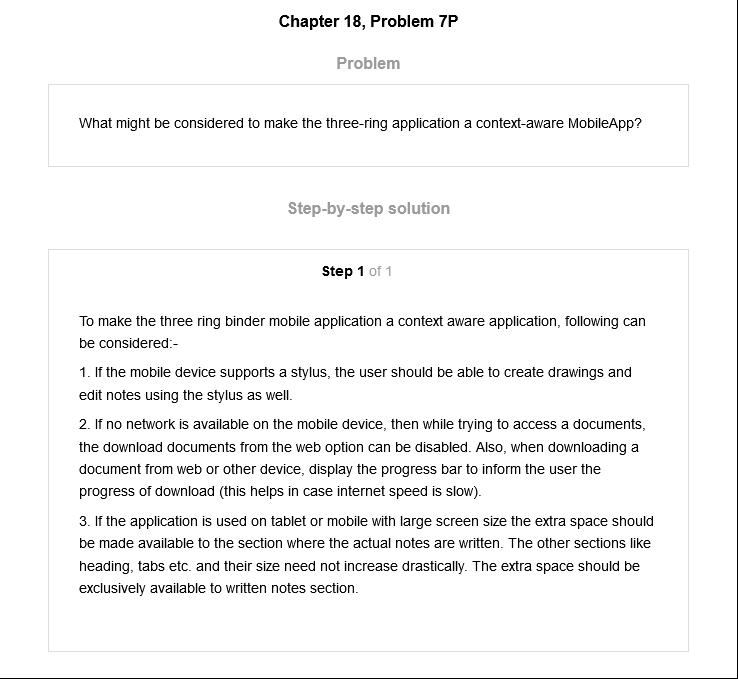 Chapter 18, Problem 7P
Problem
What might be considered to make the three-ring application a context-aware MobileApp?
Step-by-step solution
Step 1 of 1
To make the three ring binder mobile application a context aware application, following can
be considered:-
1. If the mobile device supports a stylus, the user should be able to create drawings and
edit notes using the stylus as well.
2. If no network is available on the mobile device, then while trying to access a documents,
the download documents from the web option can be disabled. Also, when downloading a
document from web or other device, display the progress bar to inform the user the
progress of download (this helps in case internet speed is slow).
3. If the application is used on tablet or mobile with large screen size the extra space should
be made available to the section where the actual notes are written. The other sections like
heading, tabs etc. and their size need not increase drastically. The extra space should be
exclusively available to written notes section.